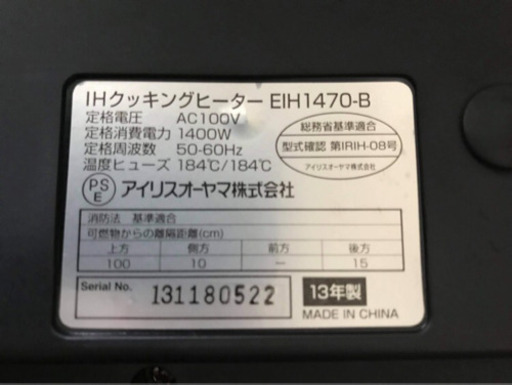 IHクッキングヒーター EIH1470-B
定格電圧 AC100V
定格消費電力 1400W
定格周波数 50-60Hz
温度ヒューズ 184℃/184℃
総務省基準適合
型式確認 第IRIH-08号
アイリスオーヤマ株式会社
PS
E
アイリスオーヤマ株式会社
消防法 基準適合
可燃物からの離隔距離(cm)
上方 側方 前方 後方
100 10 — 15
Serial No. 131180522
13年製
MADE IN CHINA